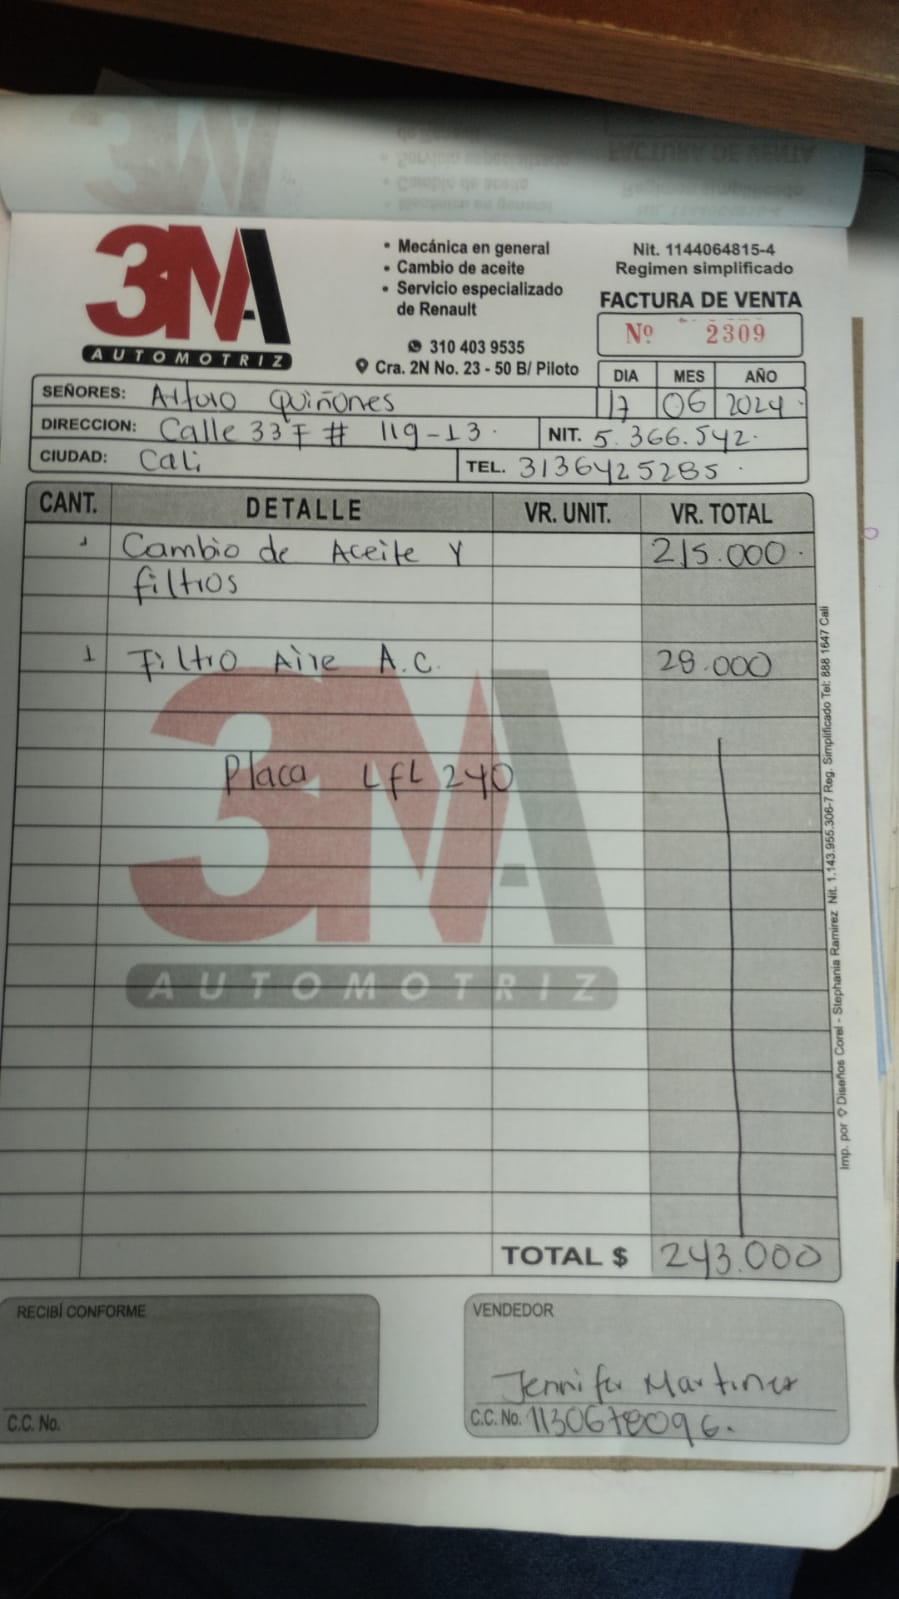 3MA
AUTOMOTRIZ
• Mecánica en general
• Cambio de aceite
• Servicio especializado
de Renault
310 403 9535
Cra. 2N No. 23 - 50 B/ Piloto
Nit. 1144064815-4
Regimen simplificado
FACTURA DE VENTA
Nº 2309
DIA MES AÑO
17 06 2024
SEÑORES: Arturo Quiñones
DIRECCION: Calle 33 F # 119-13. NIT. 5.366.542.
CIUDAD: Cali TEL. 3136425285.
CANT. DETALLE VR. UNIT. VR. TOTAL
1 Cambio de Aceite y 215.000.
filtros
1 Filtro Aire A.C. 28.000
Placa LFL 240
3MA
AUTOMOTRIZ
TOTAL $ 243.000
RECIBÍ CONFORME
C.C. No.
VENDEDOR
Jennifer Martinez
C.C. No. 1130678096.
Imp. por Diseños Corel - Stephania Ramirez Nit. 1.143.955.306-7 Reg. Simplificado Tel: 888 1647 Cali